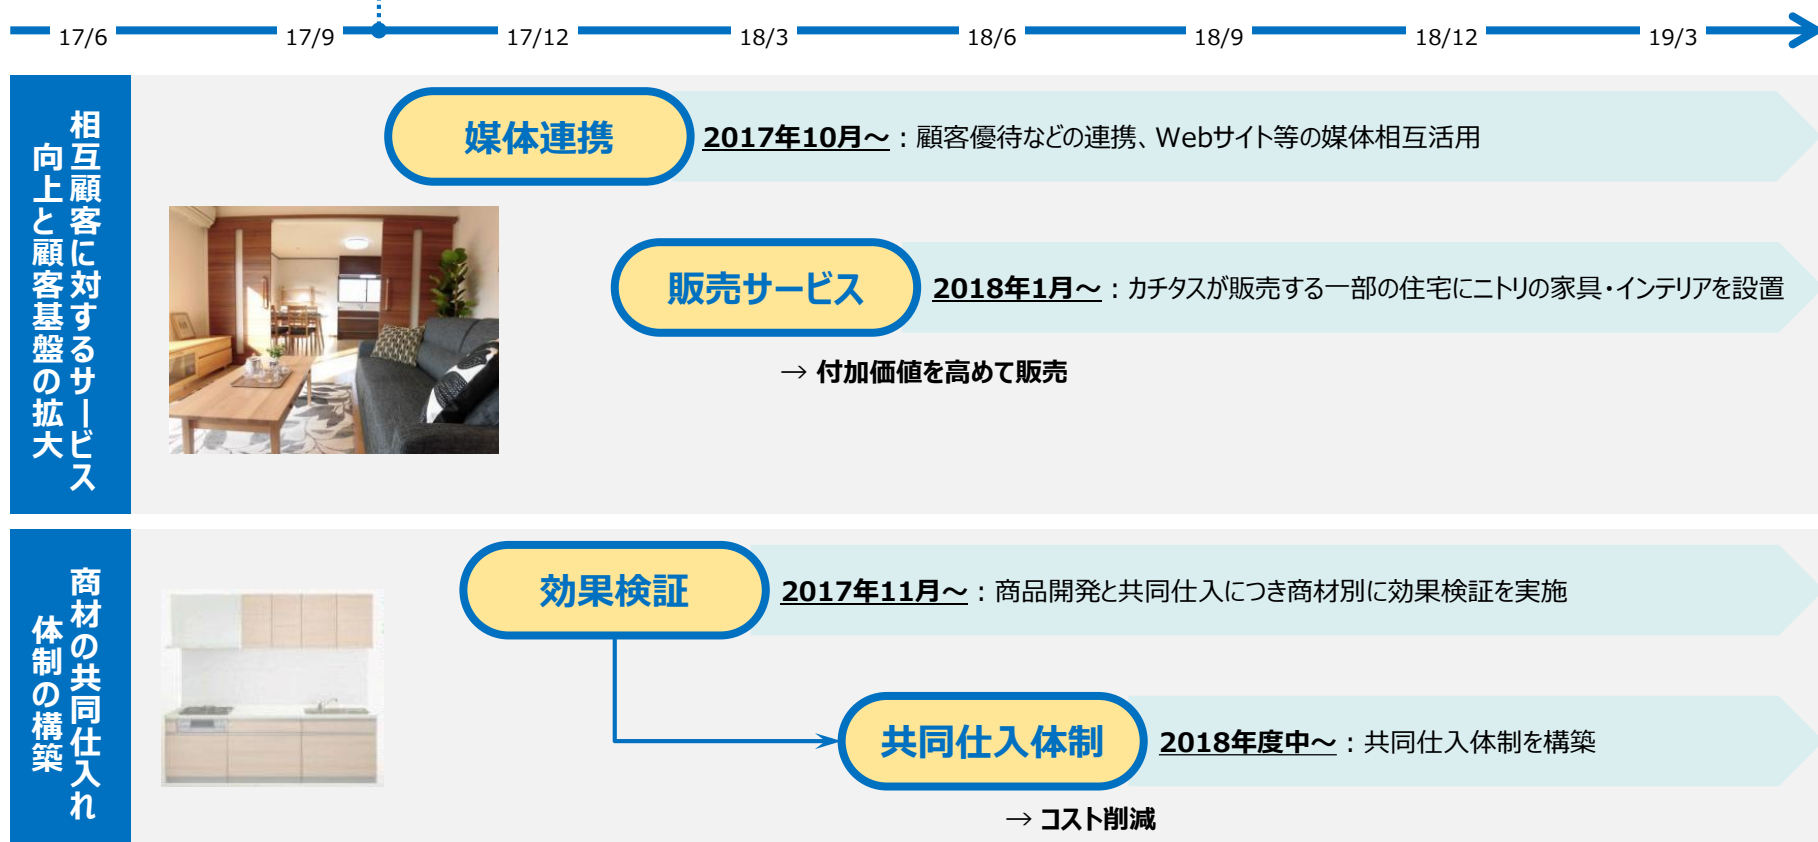 17/6 17/9 17/12 18/3 18/6 18/9 18/12 19/3
相互顧客に対するサービス
向上と顧客基盤の拡大
媒体連携
2017年10月～：顧客優待などの連携、Webサイト等の媒体相互活用
販売サービス
2018年1月～：カチタスが販売する一部の住宅にニトリの家具・インテリアを設置
→ 付加価値を高めて販売
商材の共同仕入れ
体制の構築
効果検証
2017年11月～：商品開発と共同仕入につき商材別に効果検証を実施
共同仕入体制
2018年度中～：共同仕入体制を構築
→ コスト削減